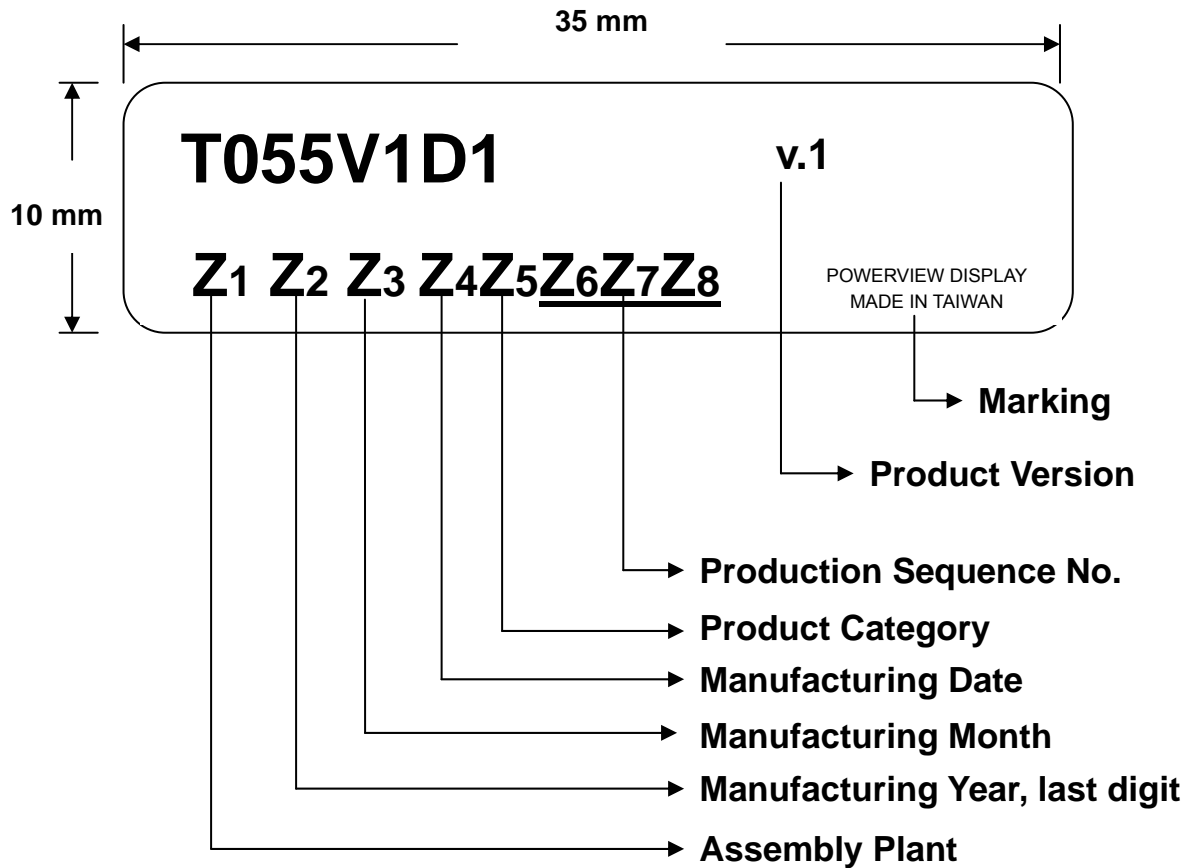 35 mm
10 mm
T055V1D1
v.1
Z1 Z2 Z3 Z4Z5Z6Z7Z8
POWERVIEW DISPLAY
MADE IN TAIWAN
Marking
Product Version
Production Sequence No.
Product Category
Manufacturing Date
Manufacturing Month
Manufacturing Year, last digit
Assembly Plant